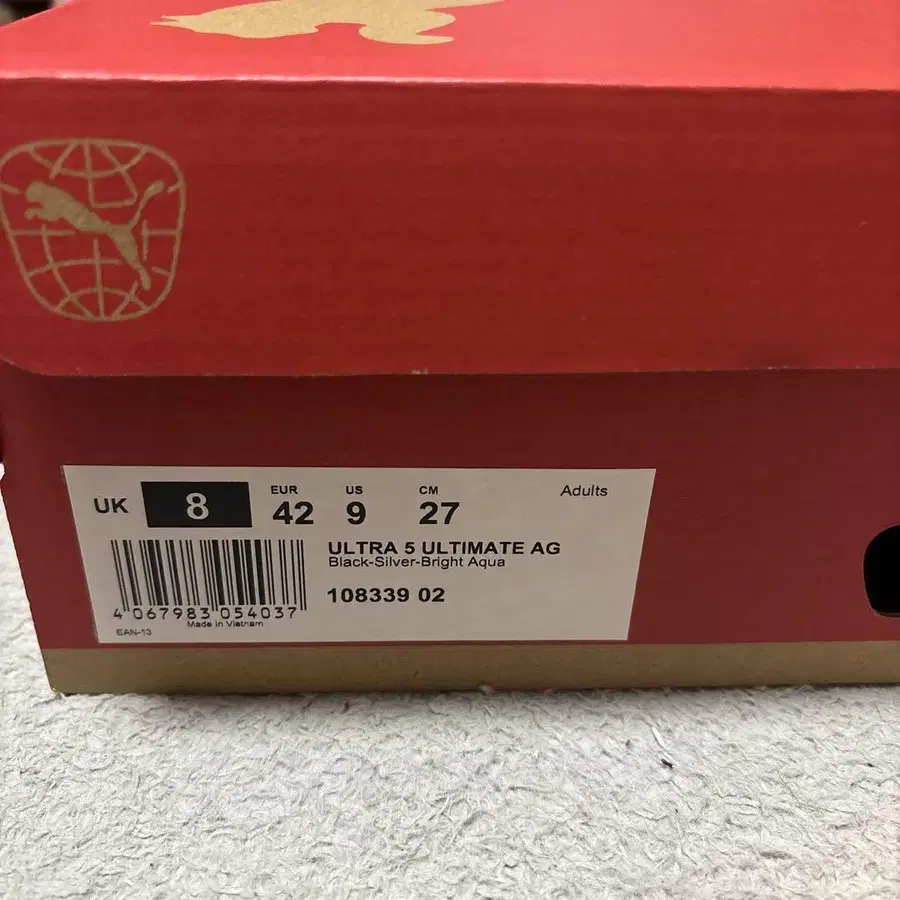 UK 8 EUR 42 US 9 CM 27 Adults
ULTRA 5 ULTIMATE AG
Black-Silver-Bright Aqua
108339 02
4 067983 054037
Made in Vietnam
EAN-13